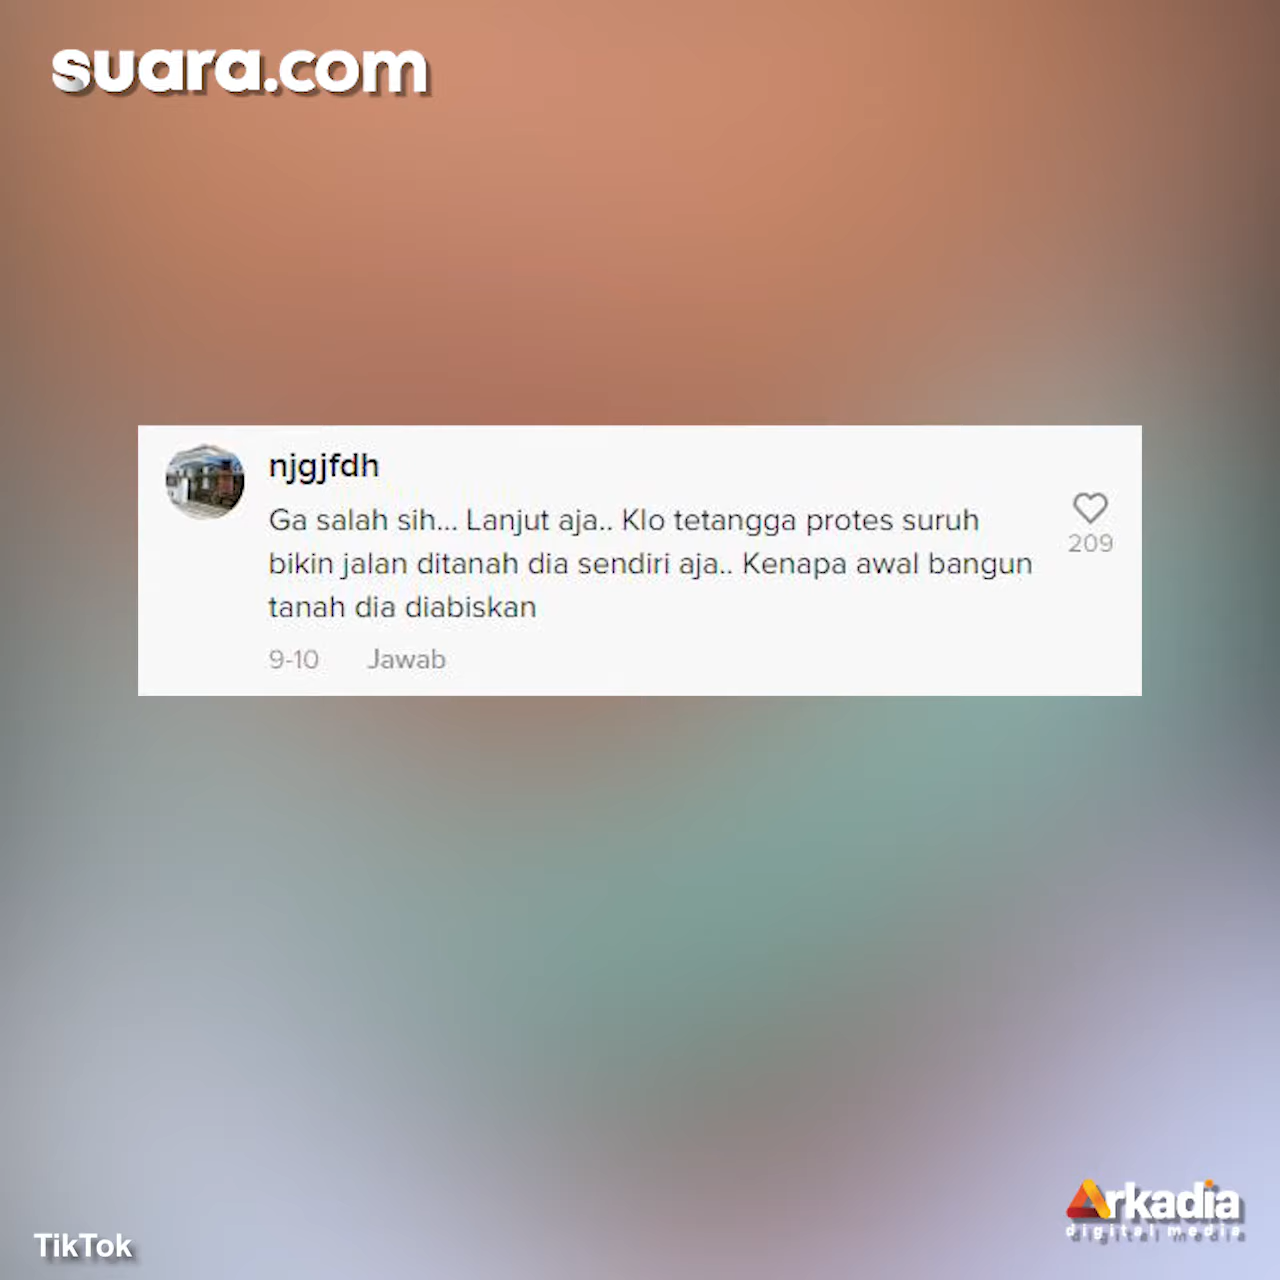 suara.com
njgjfdh
Ga salah sih... Lanjut aja.. Klo tetangga protes suruh
bikin jalan ditanah dia sendiri aja.. Kenapa awal bangun
tanah dia diabiskan
209
9-10 Jawab
Arkadia
digital media
TikTok